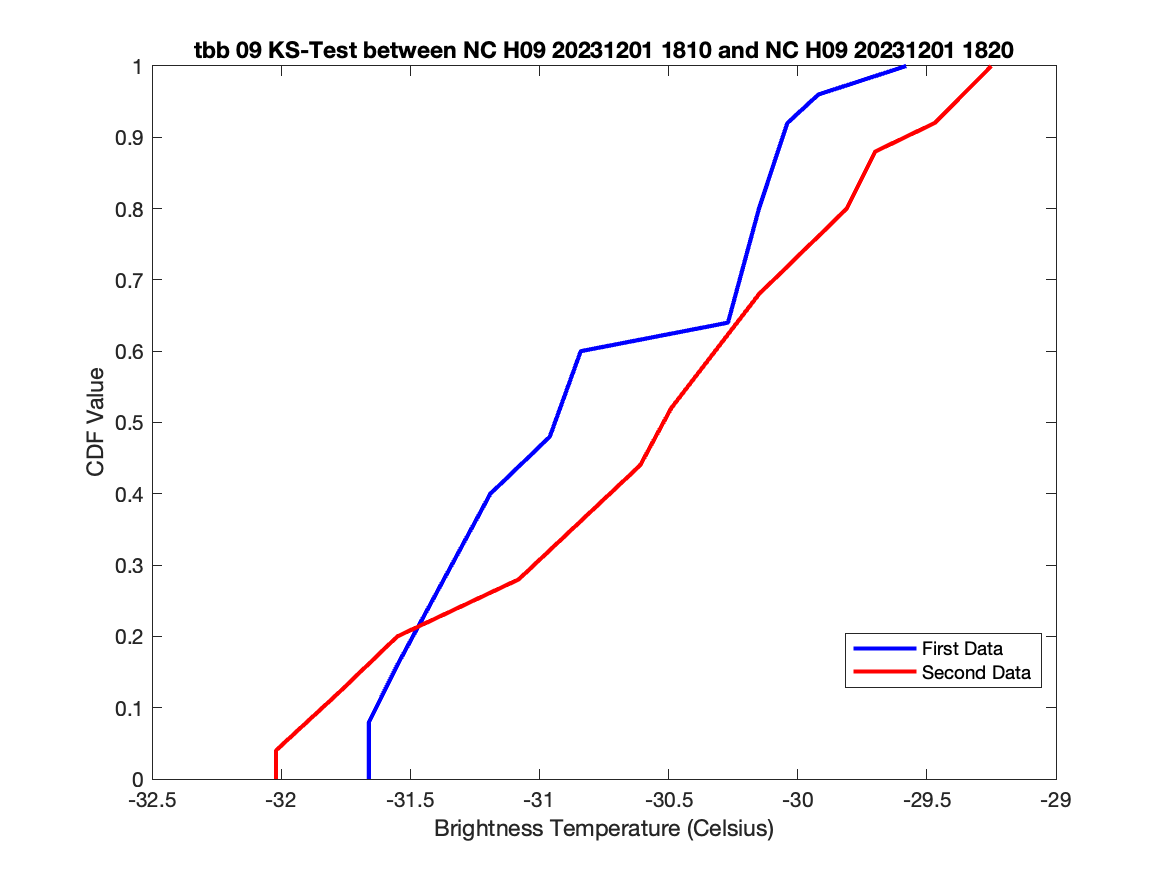 tbb 09 KS-Test between NC H09 20231201 1810 and NC H09 20231201 1820
1
0.9
0.8
0.7
0.6
0.5
0.4
0.3
0.2
0.1
0
CDF Value
First Data
Second Data
-32.5 -32 -31.5 -31 -30.5 -30 -29.5 -29
Brightness Temperature (Celsius)